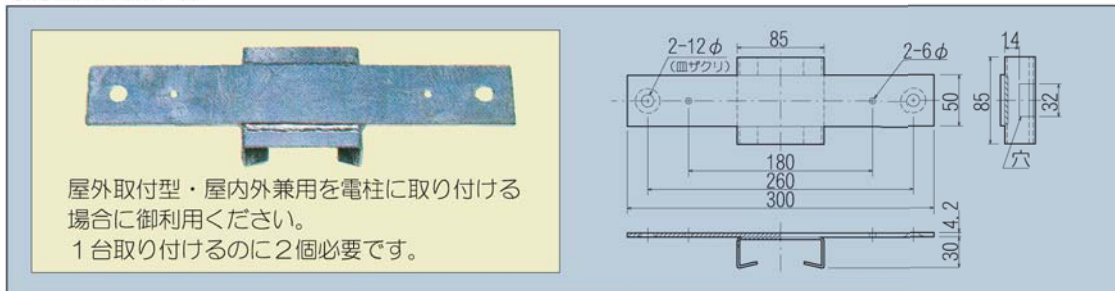 屋外取付型・屋内外兼用を電柱に取り付ける
場合に御利用ください。
1台取り付けるのに2個必要です。
2-12φ
(皿ザグリ)
85
2-6φ
50
180
260
300
4.2
30
14
85
32
穴